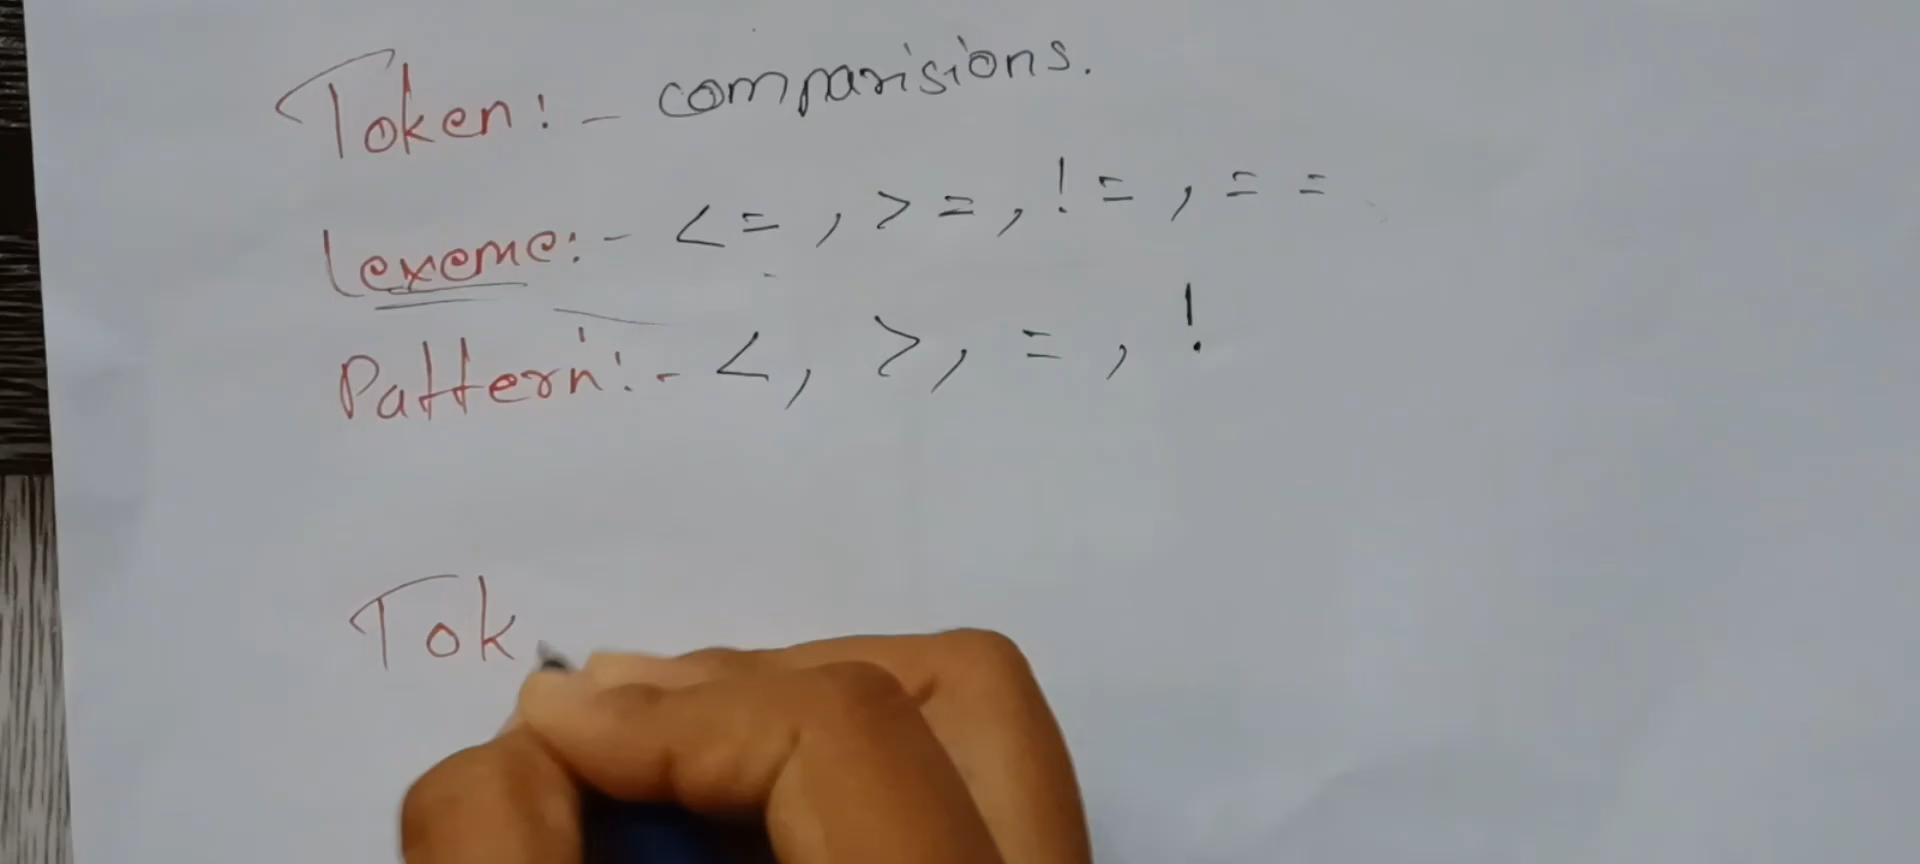 Token:- comparisions.
Lexeme:- <= , >= , != , ==
Pattern:- < , > , = , !
Tok